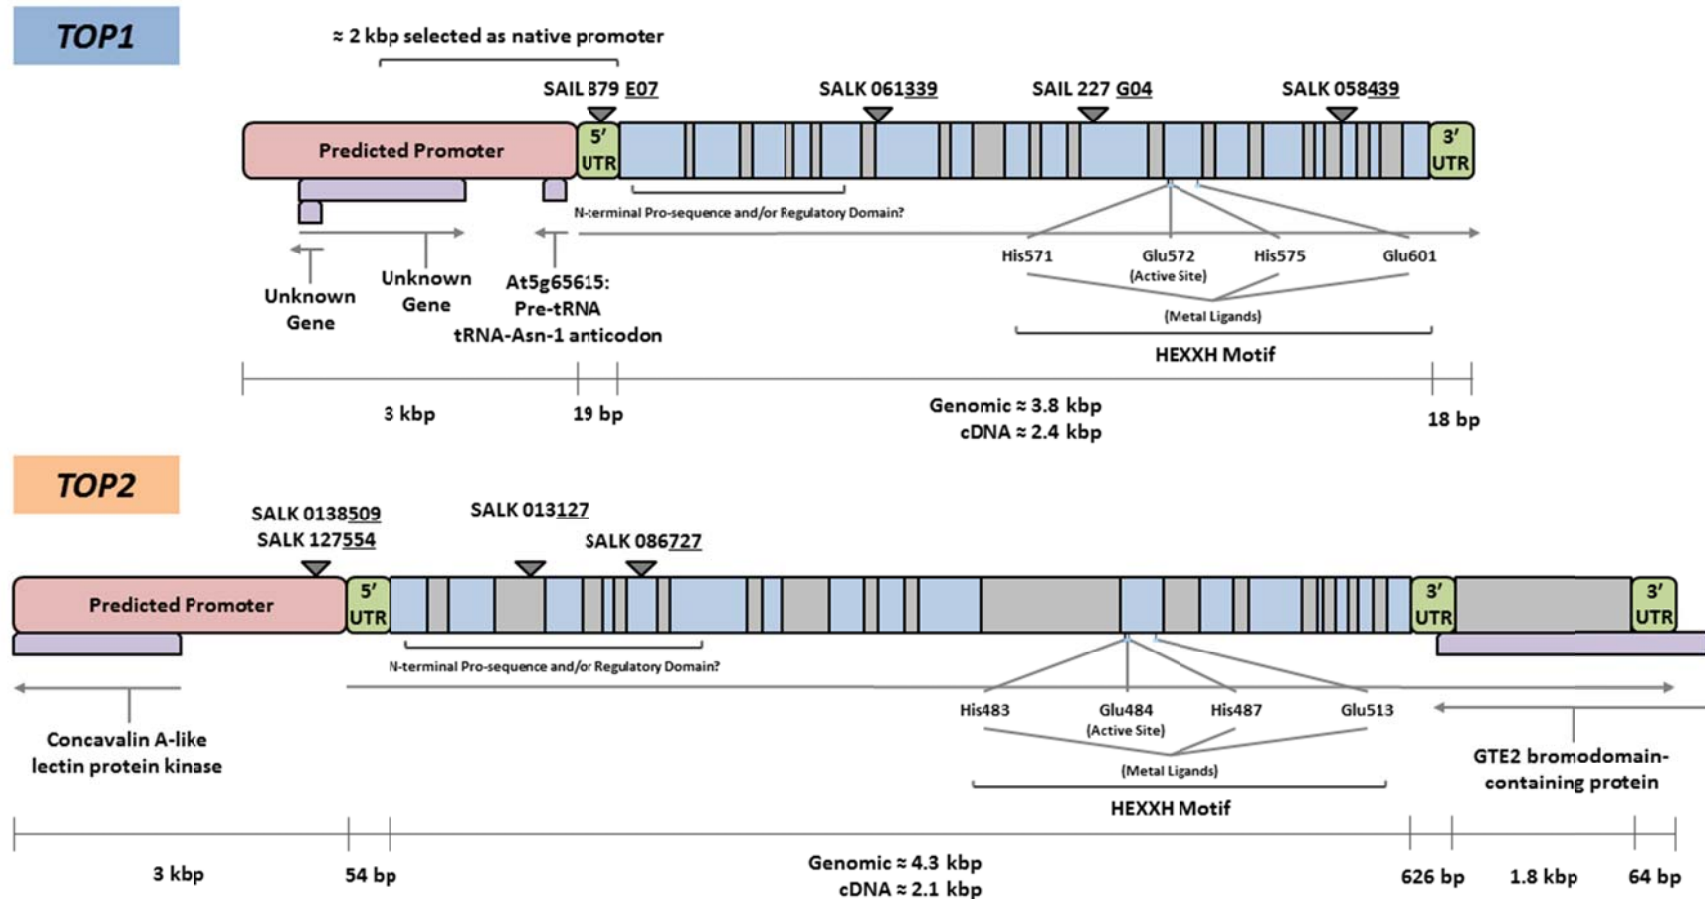 TOP1
≈ 2 kbp selected as native promoter
SAIL 879 E07
SALK 061339
SAIL 227 G04
SALK 058439
Predicted Promoter
5’
UTR
3’
UTR
N-terminal Pro-sequence and/or Regulatory Domain?
His571
Glu572
(Active Site)
His575
Glu601
(Metal Ligands)
HEXXH Motif
Unknown
Gene
Unknown
Gene
At5g65615:
Pre-tRNA
tRNA-Asn-1 anticodon
3 kbp
19 bp
Genomic ≈ 3.8 kbp
cDNA ≈ 2.4 kbp
18 bp
TOP2
SALK 0138509
SALK 127554
SALK 013127
SALK 086727
Predicted Promoter
5’
UTR
3’
UTR
3’
UTR
N-terminal Pro-sequence and/or Regulatory Domain?
His483
Glu484
(Active Site)
His487
Glu513
(Metal Ligands)
HEXXH Motif
Concavalin A-like
lectin protein kinase
GTE2 bromodomain-
containing protein
3 kbp
54 bp
Genomic ≈ 4.3 kbp
cDNA ≈ 2.1 kbp
626 bp
1.8 kbp
64 bp